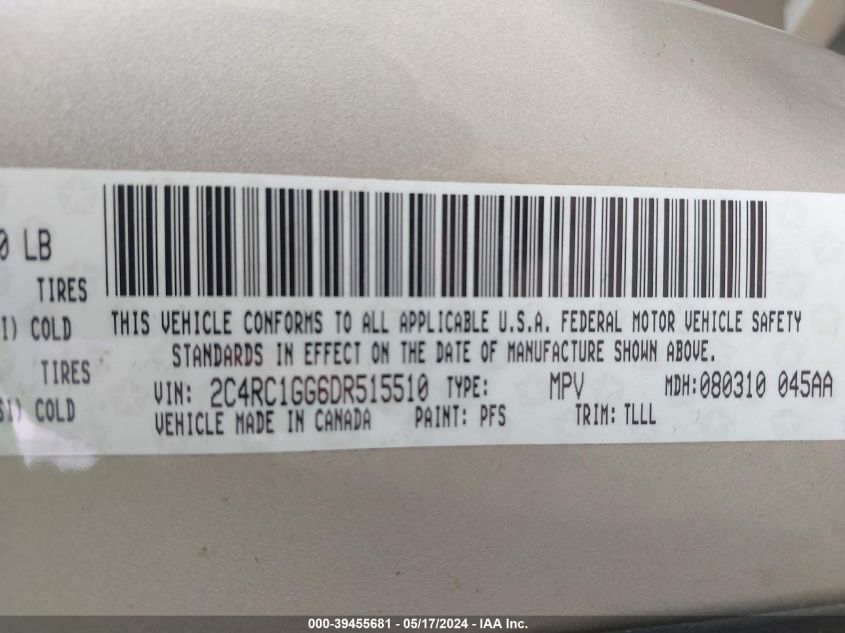 0 LB
TIRES
I) COLD
TIRES
SI) COLD
THIS VEHICLE CONFORMS TO ALL APPLICABLE U.S.A. FEDERAL MOTOR VEHICLE SAFETY
STANDARDS IN EFFECT ON THE DATE OF MANUFACTURE SHOWN ABOVE.
VIN: 2C4RC1GG6DR515510 TYPE: MPV MDH:080310 045AA
VEHICLE MADE IN CANADA PAINT: PFS TRIM: TLLL
000-39455681 - 05/17/2024 - IAA Inc.